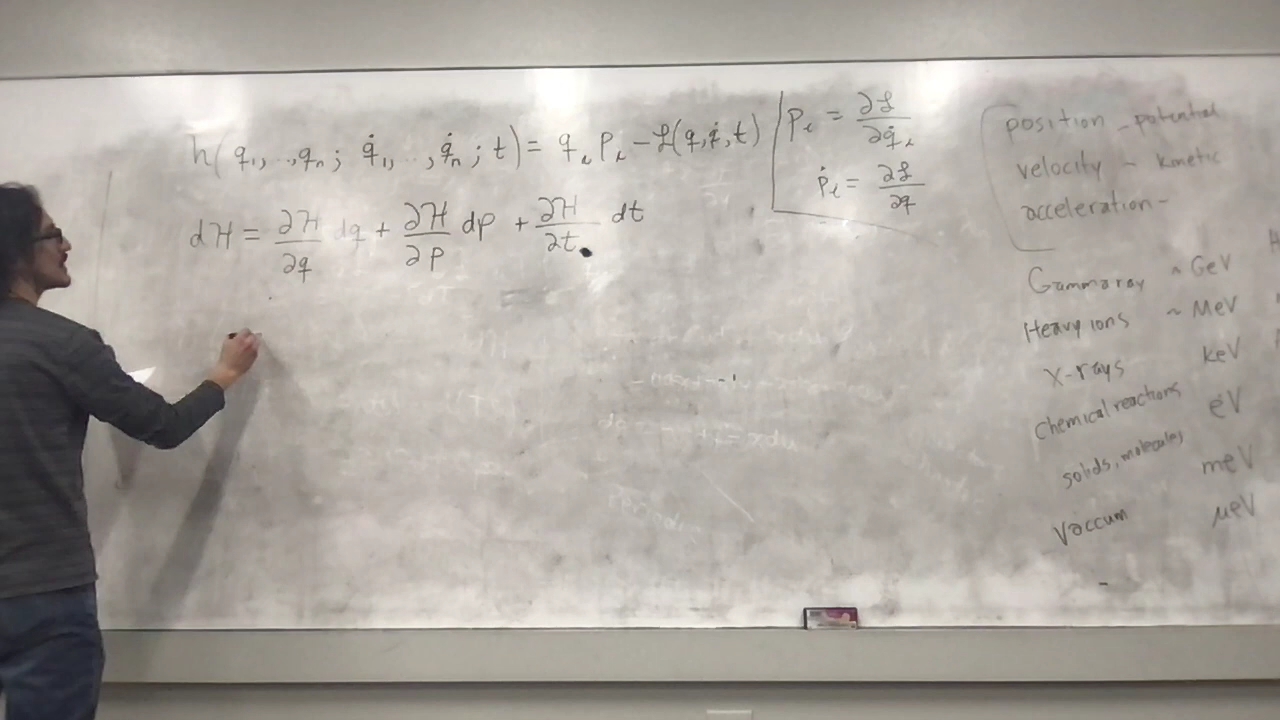 h(q₁,..,qₙ; q̇₁,..,q̇ₙ; t) = qᵢ pᵢ − ℒ(q,q̇,t)
dℋ = ∂ℋ/∂q dq + ∂ℋ/∂p dp + ∂ℋ/∂t dt
pᵢ = ∂ℒ/∂q̇ᵢ
ṗᵢ = ∂ℒ/∂q
position - potential
velocity - kinetic
acceleration -
Gamma ray ~ GeV
Heavy ions ~ MeV
X-rays keV
chemical reactions eV
solids, molecules meV
Vaccum μeV